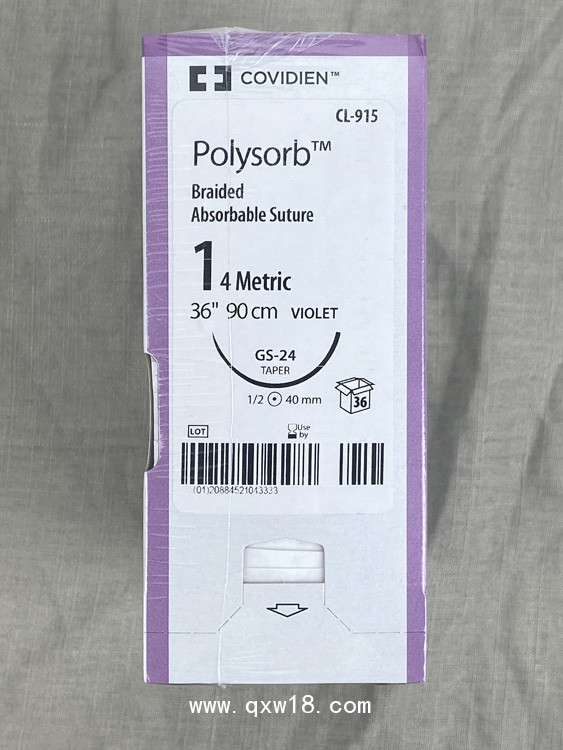 COVIDIEN™
CL-915
Polysorb™
Braided
Absorbable Suture
1 4 Metric
36" 90 cm VIOLET
GS-24
TAPER
1/2 40 mm
36
LOT
Use
by
(01)20884521043333
www.qxw18.com